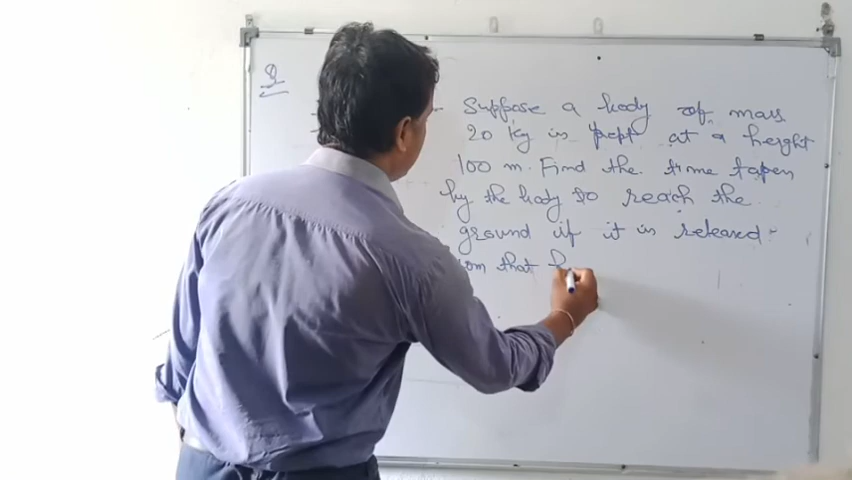 Q
Suppose a body of mass
20 Kg is kept at a height
100 m. Find the time taken
by the body to reach the
ground if it is released
om that h